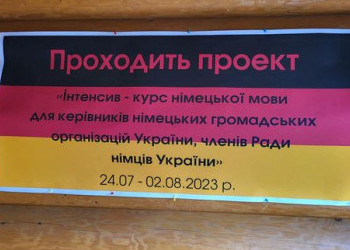 Проходить проект
«Інтенсив - курс німецької мови
для керівників німецьких громадських
організацій України, членів Ради
німців України»
24.07 - 02.08.2023 р.